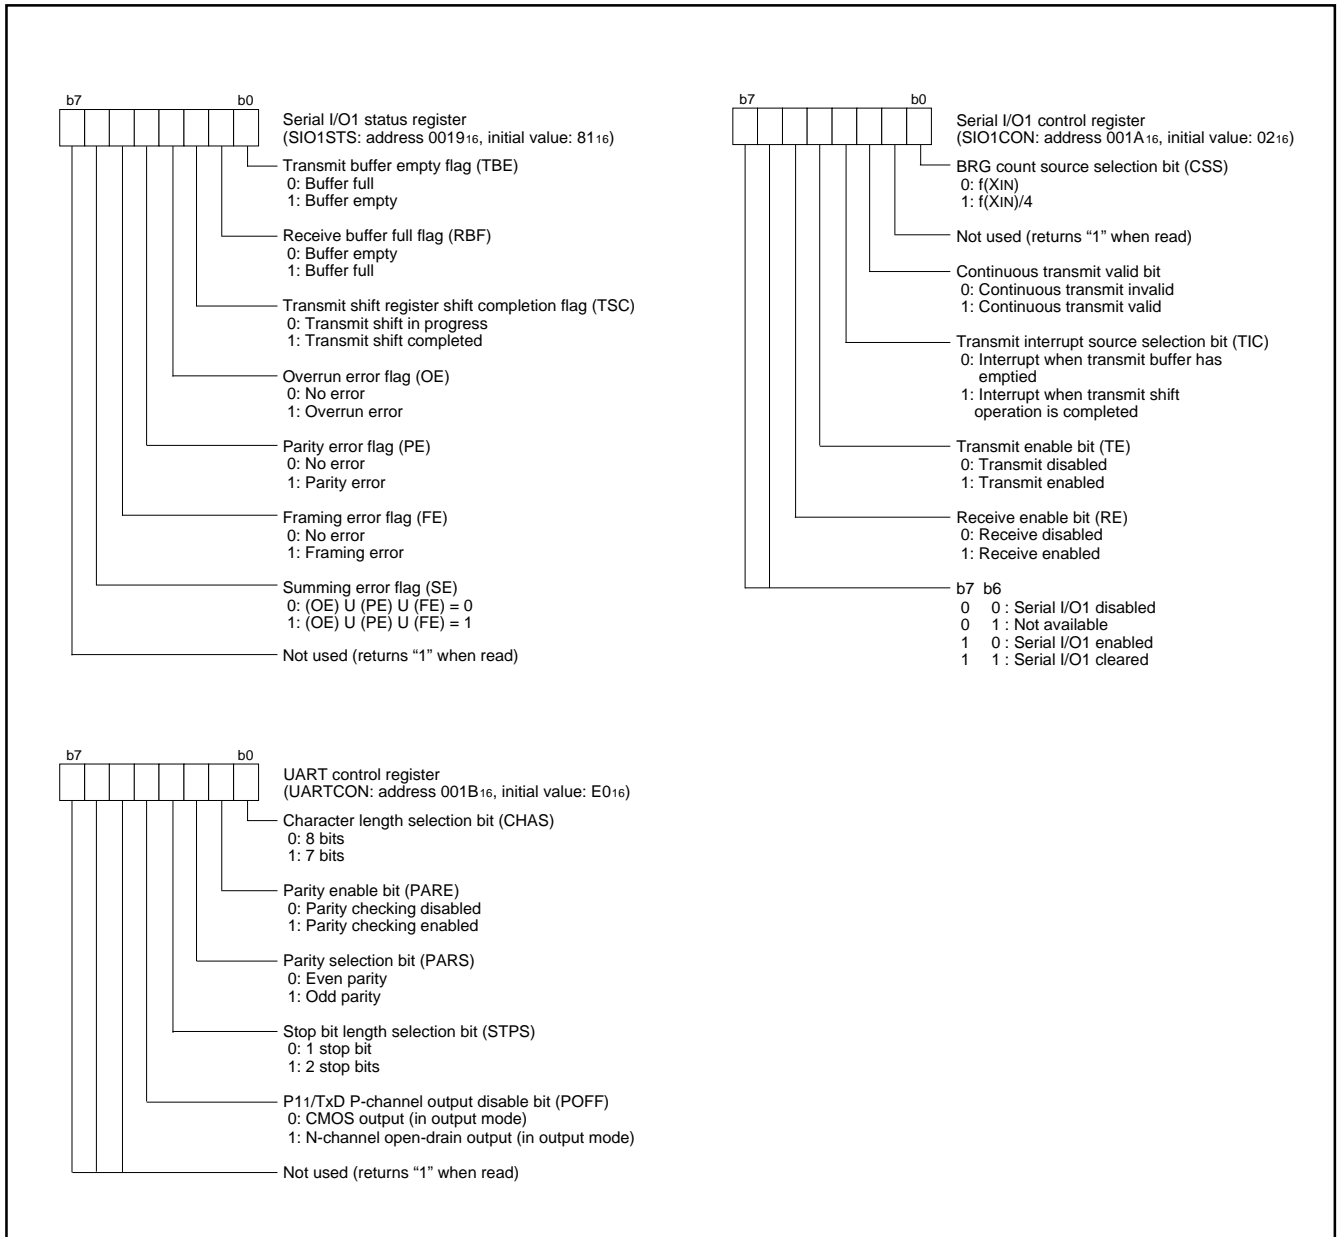 b7 b0
Serial I/O1 status register
(SIO1STS: address 001916, initial value: 8116)
Transmit buffer empty flag (TBE)
0: Buffer full
1: Buffer empty
Receive buffer full flag (RBF)
0: Buffer empty
1: Buffer full
Transmit shift register shift completion flag (TSC)
0: Transmit shift in progress
1: Transmit shift completed
Overrun error flag (OE)
0: No error
1: Overrun error
Parity error flag (PE)
0: No error
1: Parity error
Framing error flag (FE)
0: No error
1: Framing error
Summing error flag (SE)
0: (OE) U (PE) U (FE) = 0
1: (OE) U (PE) U (FE) = 1
Not used (returns “1” when read)
b7 b0
Serial I/O1 control register
(SIO1CON: address 001A16, initial value: 0216)
BRG count source selection bit (CSS)
0: f(XIN)
1: f(XIN)/4
Not used (returns “1” when read)
Continuous transmit valid bit
0: Continuous transmit invalid
1: Continuous transmit valid
Transmit interrupt source selection bit (TIC)
0: Interrupt when transmit buffer has
emptied
1: Interrupt when transmit shift
operation is completed
Transmit enable bit (TE)
0: Transmit disabled
1: Transmit enabled
Receive enable bit (RE)
0: Receive disabled
1: Receive enabled
b7 b6
0 0 : Serial I/O1 disabled
0 1 : Not available
1 0 : Serial I/O1 enabled
1 1 : Serial I/O1 cleared
b7 b0
UART control register
(UARTCON: address 001B16, initial value: E016)
Character length selection bit (CHAS)
0: 8 bits
1: 7 bits
Parity enable bit (PARE)
0: Parity checking disabled
1: Parity checking enabled
Parity selection bit (PARS)
0: Even parity
1: Odd parity
Stop bit length selection bit (STPS)
0: 1 stop bit
1: 2 stop bits
P11/TxD P-channel output disable bit (POFF)
0: CMOS output (in output mode)
1: N-channel open-drain output (in output mode)
Not used (returns “1” when read)